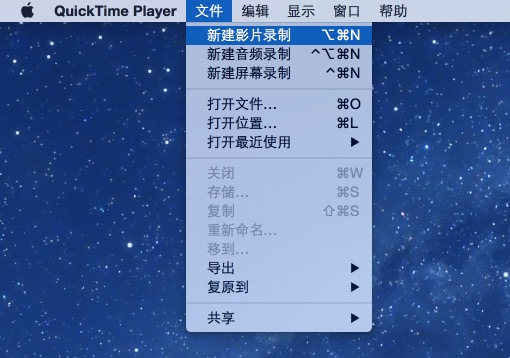 QuickTime Player 文件 编辑 显示 窗口 帮助
新建影片录制 ⌥⌘N
新建音频录制 ^⌥⌘N
新建屏幕录制 ^⌘N
打开文件... ⌘O
打开位置... ⌘L
打开最近使用 ▶
关闭 ⌘W
存储... ⌘S
复制 ⇧⌘S
重新命名...
移到...
导出 ▶
复原到 ▶
共享 ▶